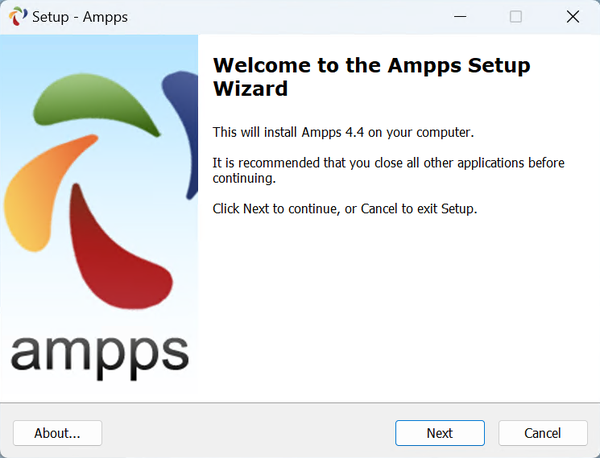 Setup - Ampps
Welcome to the Ampps Setup
Wizard
This will install Ampps 4.4 on your computer.
It is recommended that you close all other applications before
continuing.
Click Next to continue, or Cancel to exit Setup.
ampps
About...
Next
Cancel